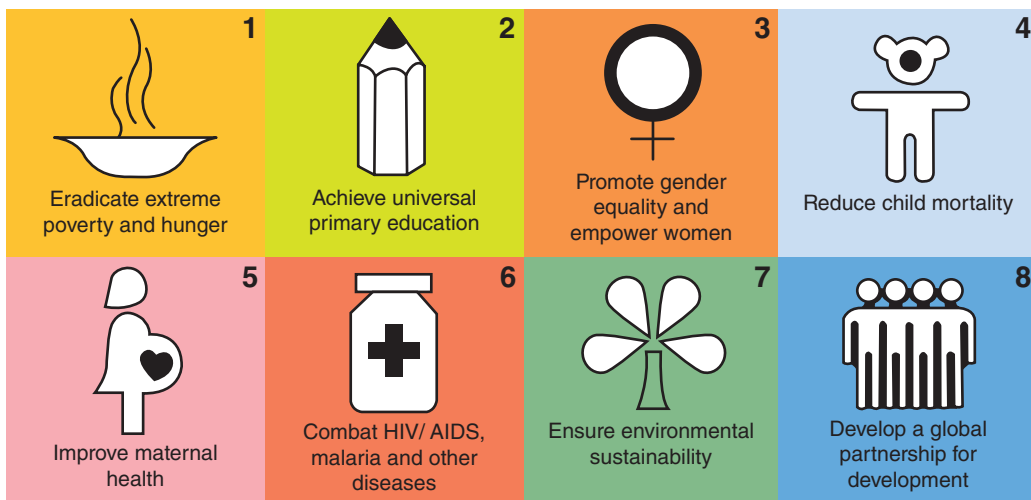 1
Eradicate extreme
poverty and hunger
2
Achieve universal
primary education
3
Promote gender
equality and
empower women
4
Reduce child mortality
5
Improve maternal
health
6
Combat HIV/ AIDS,
malaria and other
diseases
7
Ensure environmental
sustainability
8
Develop a global
partnership for
development